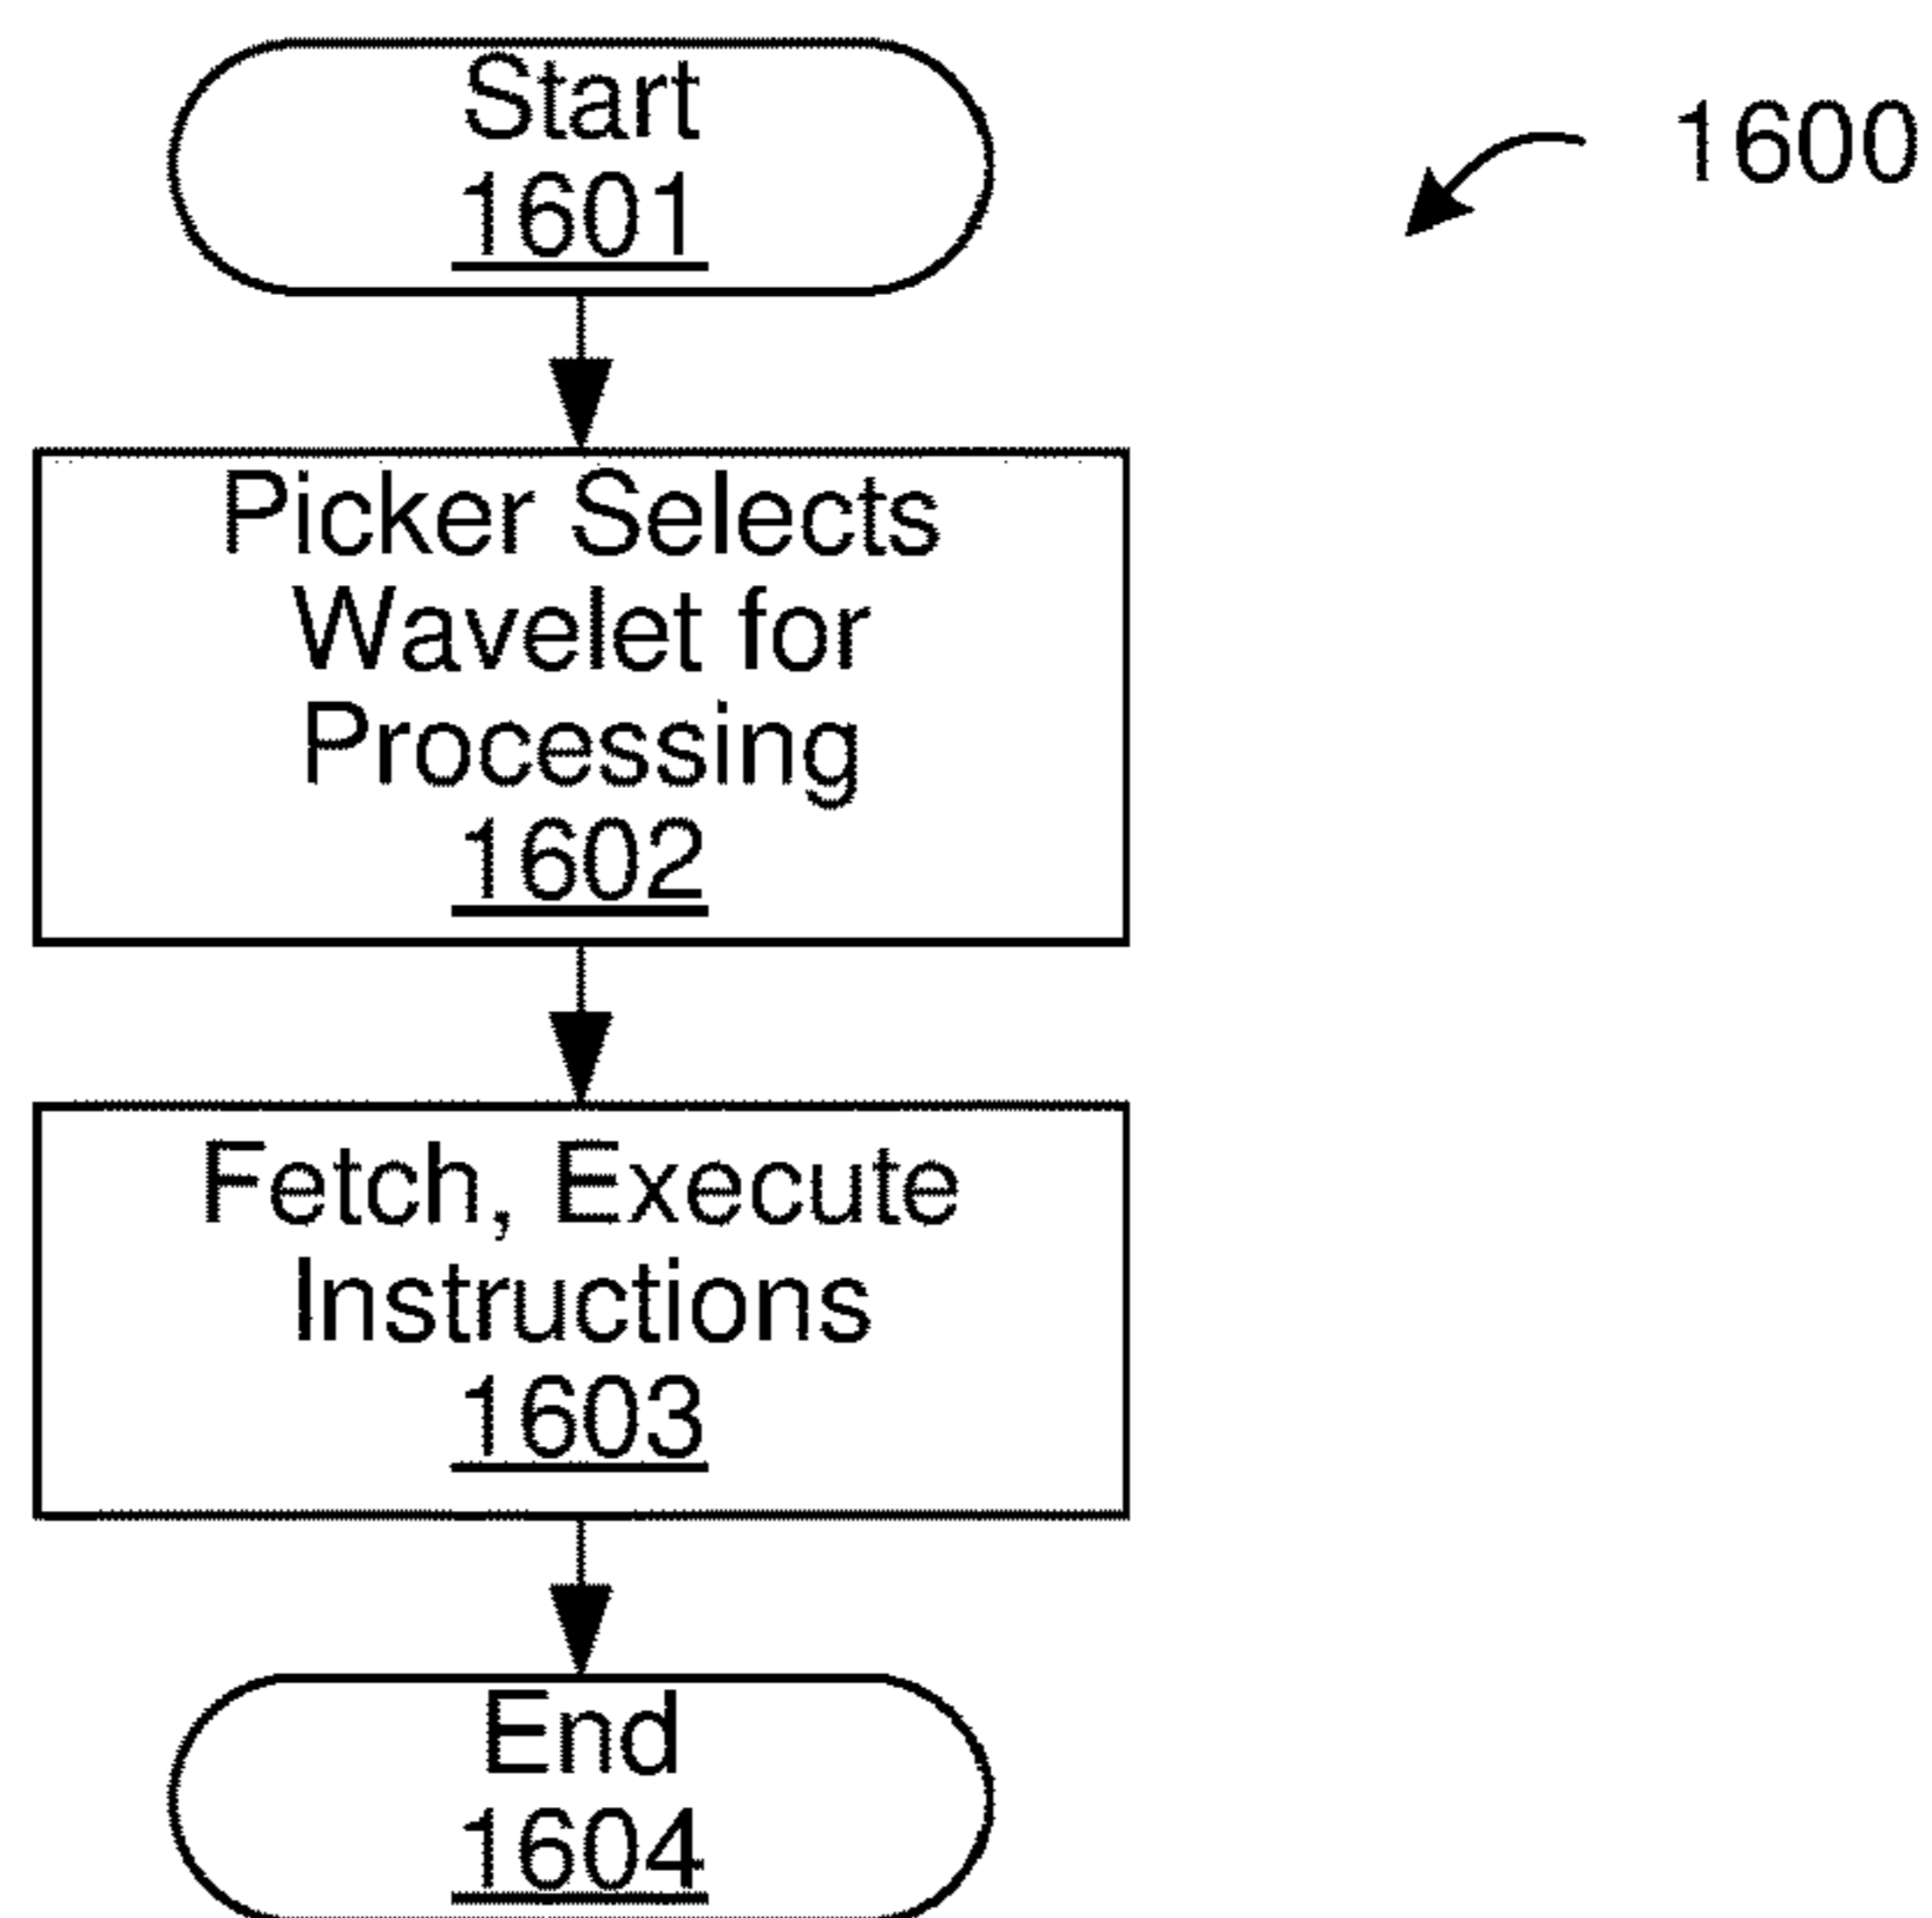 Start
1601
1600
Picker Selects
Wavelet for
Processing
1602
Fetch, Execute
Instructions
1603
End
1604